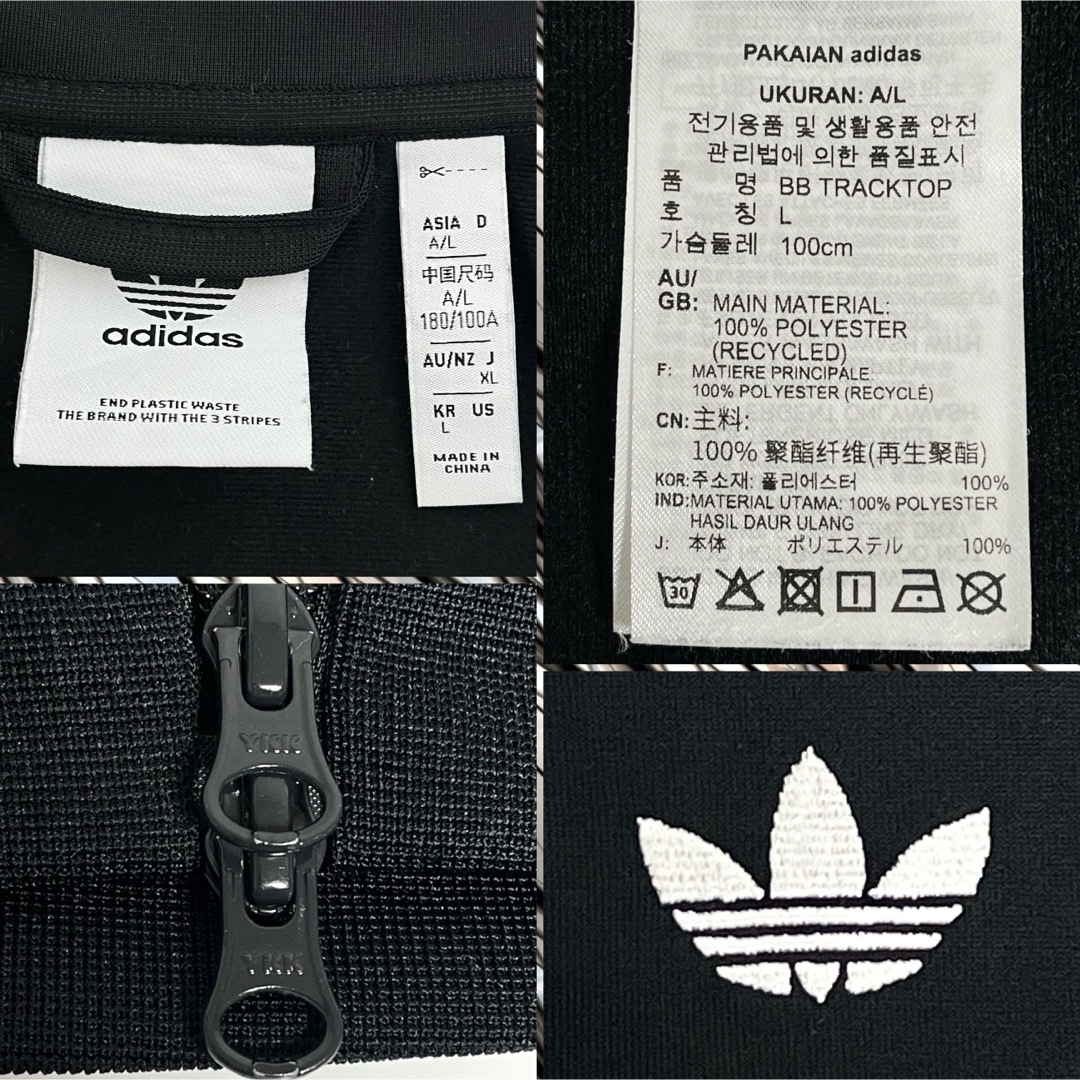 adidas
END PLASTIC WASTE
THE BRAND WITH THE 3 STRIPES
ASIA D
A/L
中国尺码
A/L
180/100A
AU/NZ J
XL
KR US
L
MADE IN
CHINA
PAKAIAN adidas
UKURAN: A/L
전기용품 및 생활용품 안전
관리법에 의한 품질표시
품 명 BB TRACKTOP
호 칭 L
가슴둘레 100cm
AU/
GB: MAIN MATERIAL:
100% POLYESTER
(RECYCLED)
F: MATIERE PRINCIPALE:
100% POLYESTER (RECYCLÉ)
CN: 主料:
100% 聚酯纤维(再生聚酯)
KOR: 주소재: 폴리에스터 100%
IND: MATERIAL UTAMA: 100% POLYESTER
HASIL DAUR ULANG
J: 本体 ポリエステル 100%
30
YKK
YKK